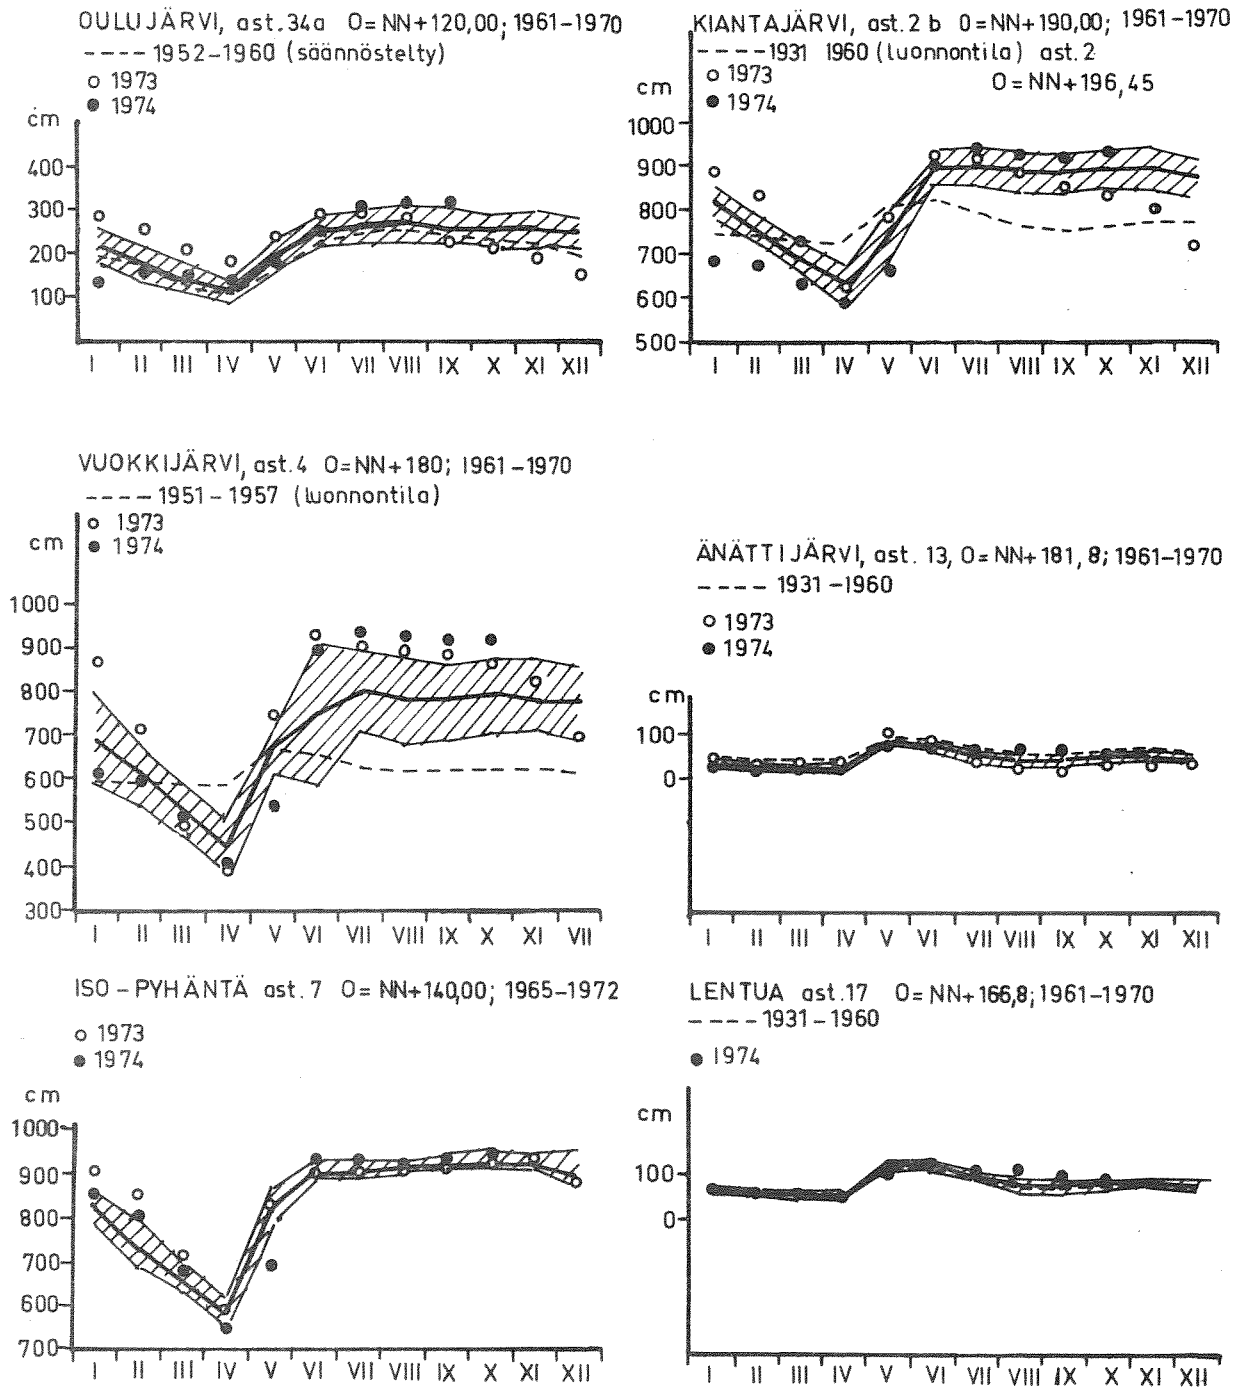 OULUJÄRVI, ast.34a O=NN+120,00; 1961-1970
---- 1952-1960 (säännöstelty)
○ 1973
● 1974
cm
400
300
200
100
I II III IV V VI VII VIII IX X XI XII
KIANTAJÄRVI, ast.2 b 0=NN+190,00; 1961-1970
---- 1931 1960 (luonnontila) ast.2
○ 1973
O=NN+196,45
● 1974
cm
1000
900
800
700
600
500
I II III IV V VI VII VIII IX X XI XII
VUOKKIJÄRVI, ast.4 O=NN+180; 1961-1970
---- 1951-1957 (luonnontila)
○ 1973
● 1974
cm
1000
900
800
700
600
500
400
300
I II III IV V VI VII VIII IX X XI VII
ÄNÄTTIJÄRVI, ast. 13, O=NN+181,8; 1961-1970
---- 1931-1960
○ 1973
● 1974
cm
100
0
I II III IV V VI VII VIII IX X XI XII
ISO-PYHÄNTÄ ast.7 O=NN+140,00; 1965-1972
○ 1973
● 1974
cm
1000
900
800
700
600
700
I II III IV V VI VII VIII IX X XI XII
LENTUA ast.17 O=NN+166,8; 1961-1970
---- 1931-1960
● 1974
cm
100
0
I II III IV V VI VII VIII IX X XI XII